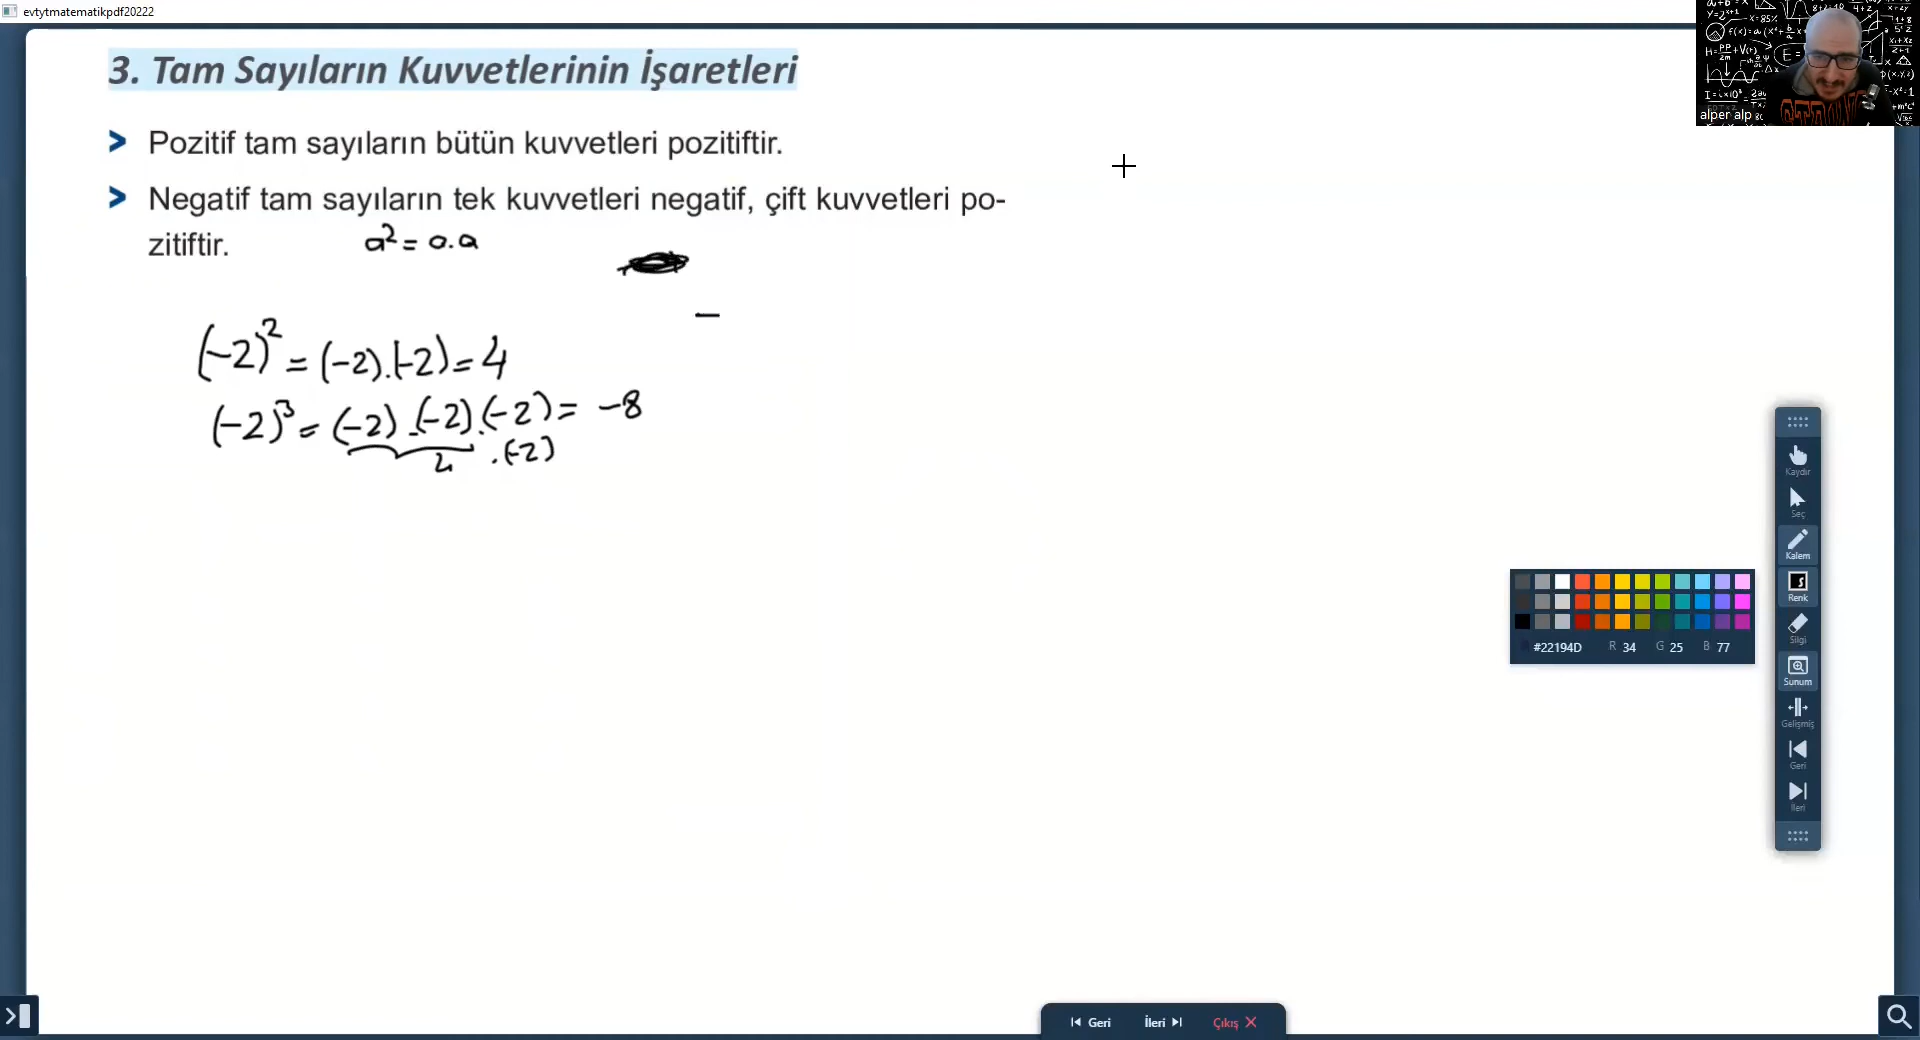 evtytmatematikpdf20222
3. Tam Sayıların Kuvvetlerinin İşaretleri
> Pozitif tam sayıların bütün kuvvetleri pozitiftir.
> Negatif tam sayıların tek kuvvetleri negatif, çift kuvvetleri po-
zitiftir.
a² = a.a
(-2)² = (-2).(-2) = 4
(-2)³ = (-2).(-2).(-2) = -8
4 .(-2)
alper alp
Kaydır
Seç
Kalem
Renk
Silgi
Sunum
Gelişmiş
Geri
İleri
#22194D R 34 G 25 B 77
Geri İleri Çıkış